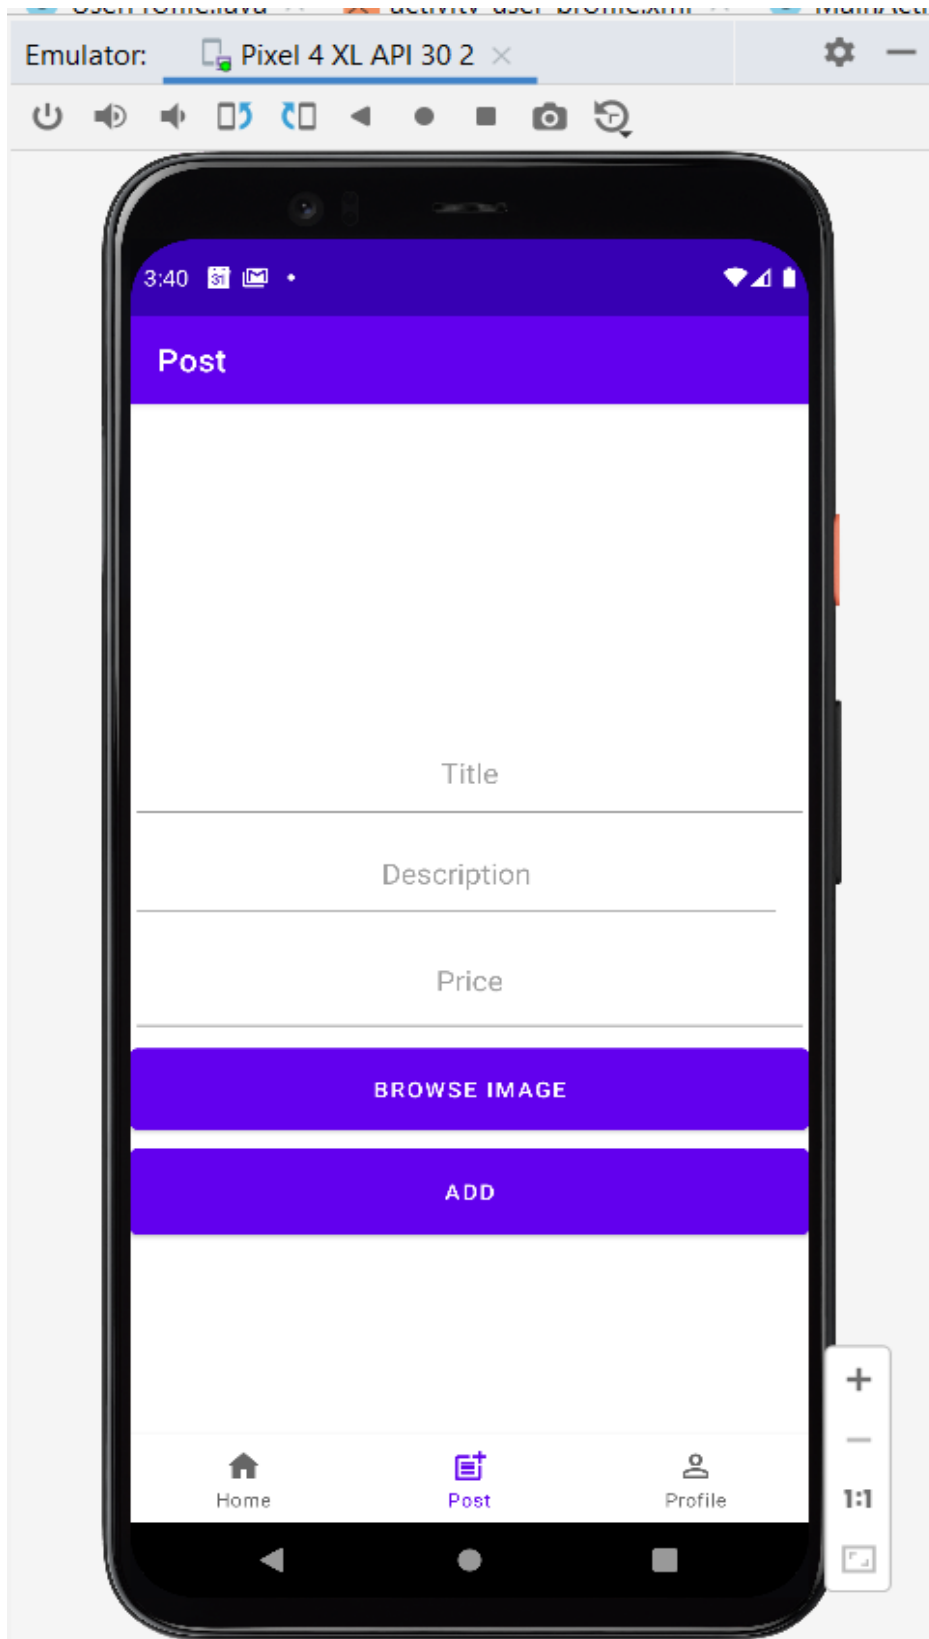 Emulator: Pixel 4 XL API 30 2
3:40 31
Post
Title
Description
Price
BROWSE IMAGE
ADD
Home Post Profile
1:1